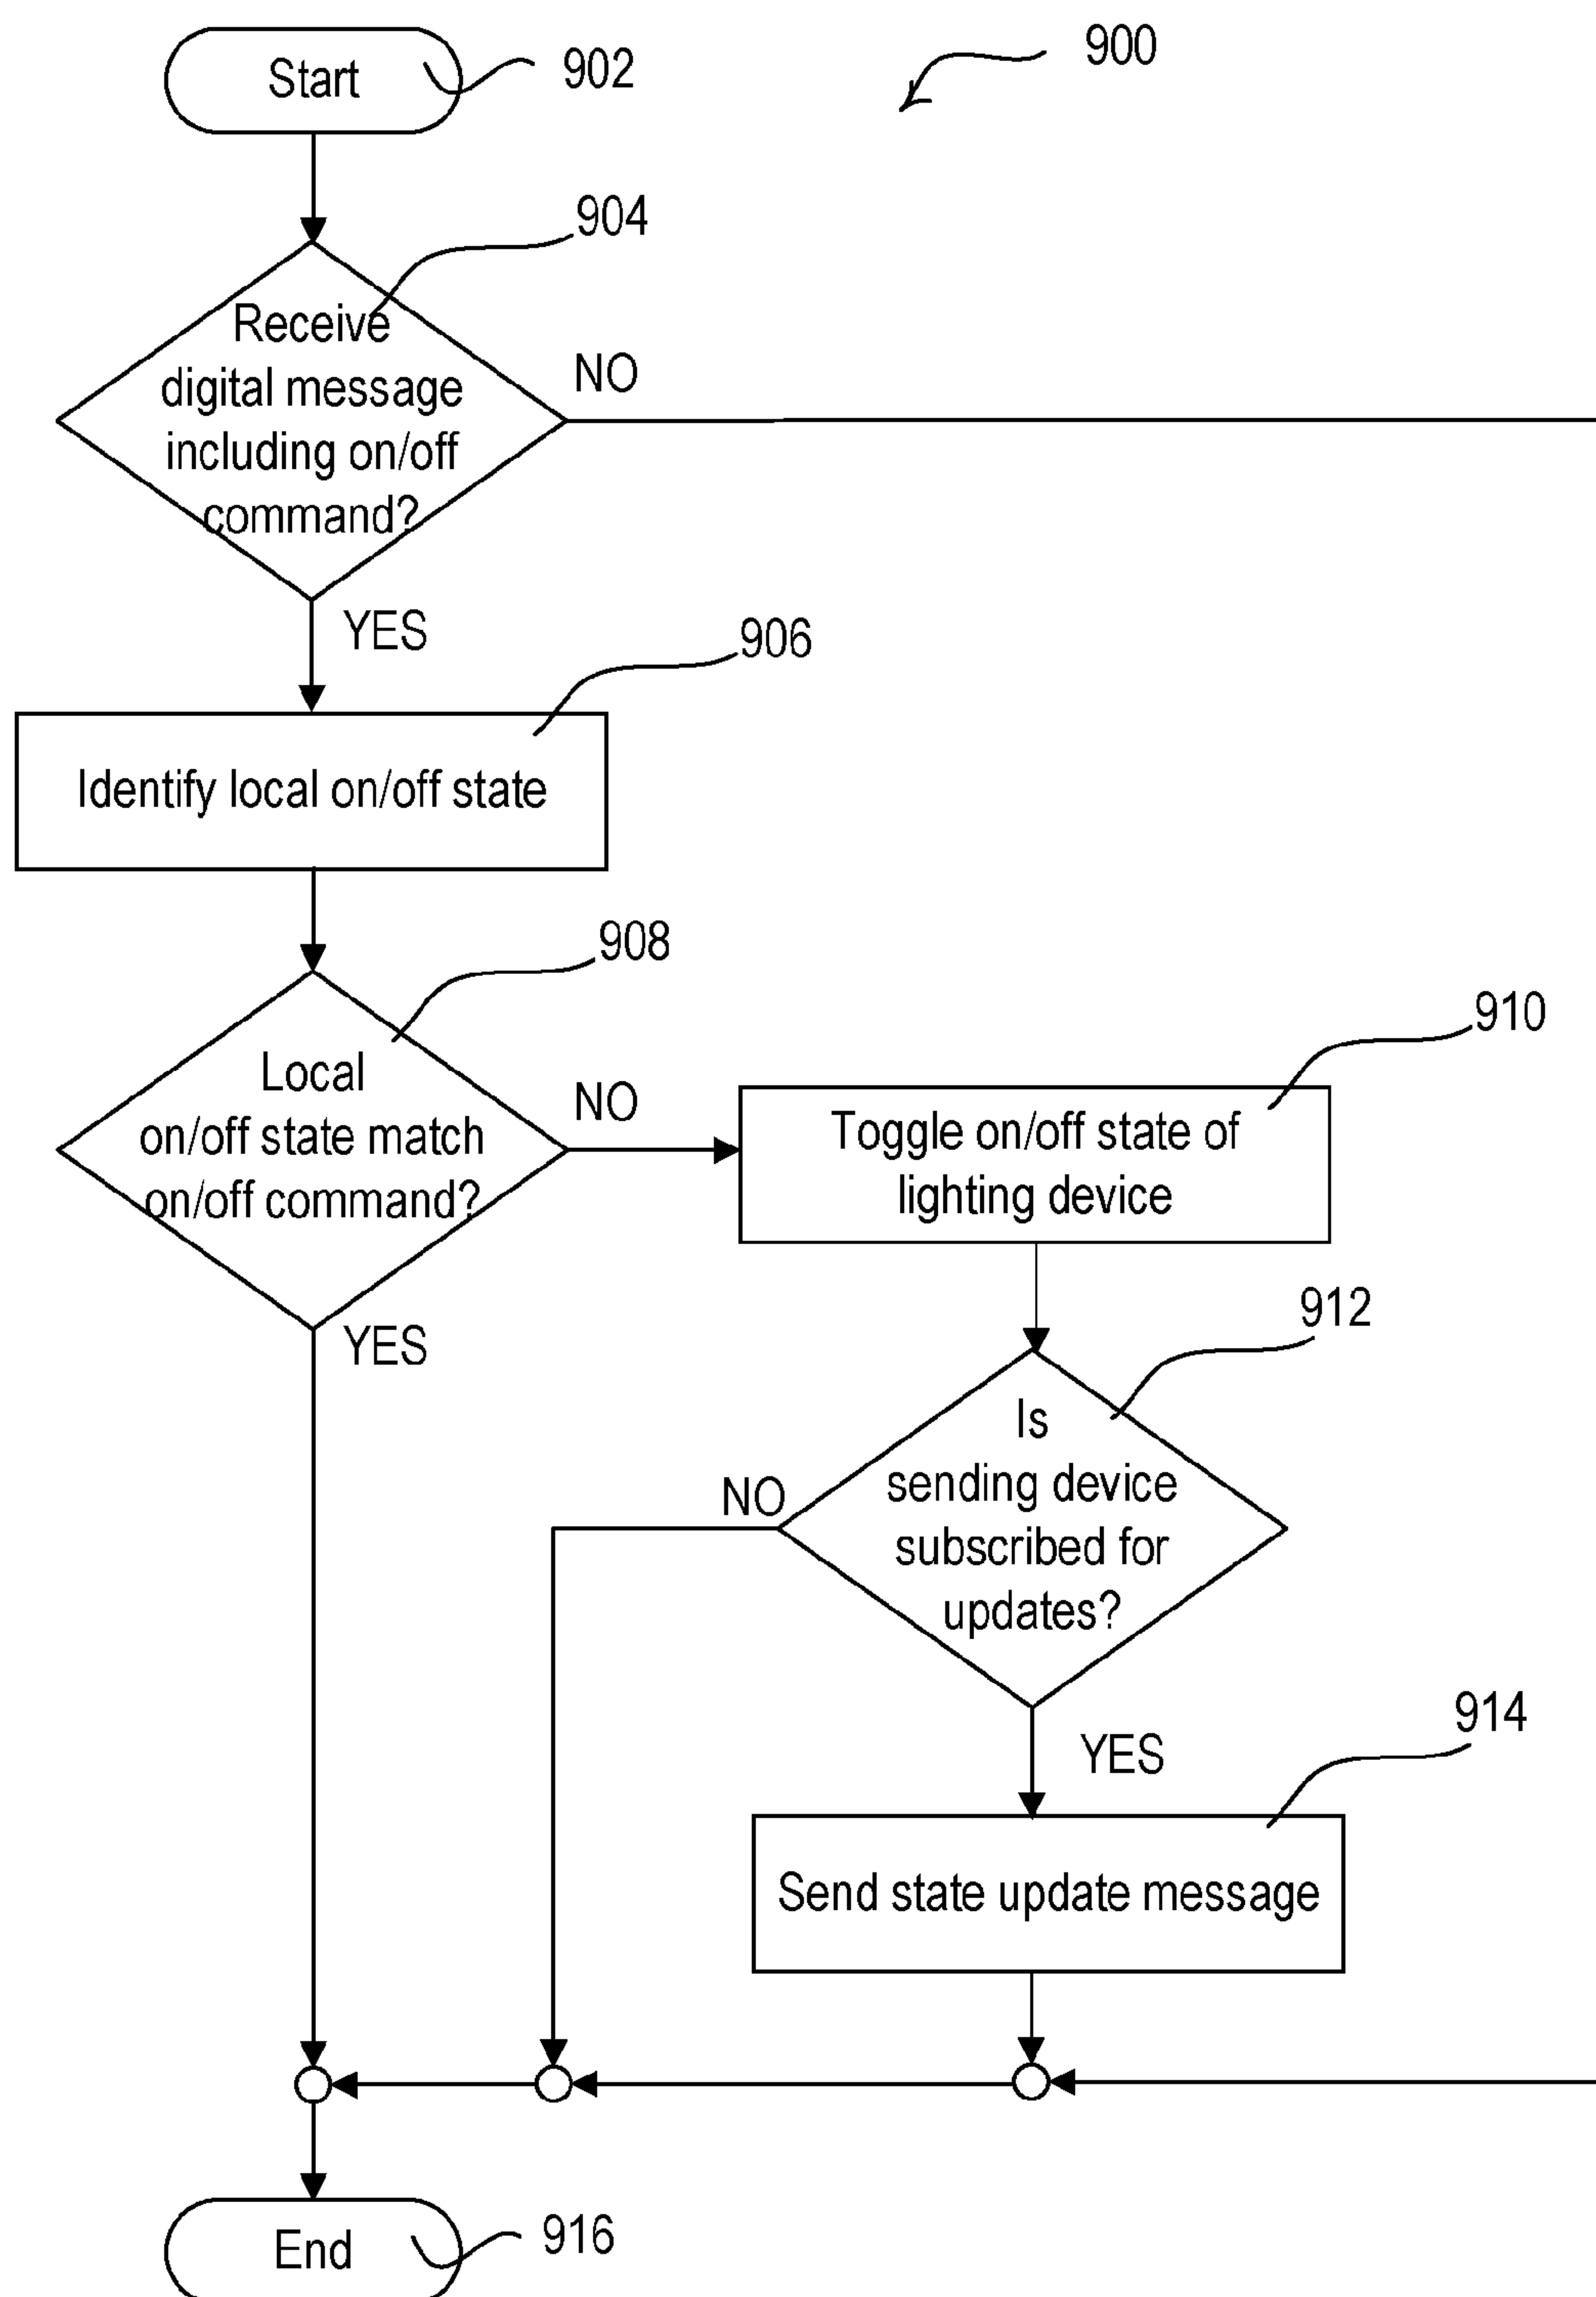 Start
902
900
904
Receive
digital message
including on/off
command?
NO
YES
906
Identify local on/off state
908
Local
on/off state match
on/off command?
NO
YES
910
Toggle on/off state of
lighting device
912
Is
sending device
subscribed for
updates?
NO
YES
914
Send state update message
End
916